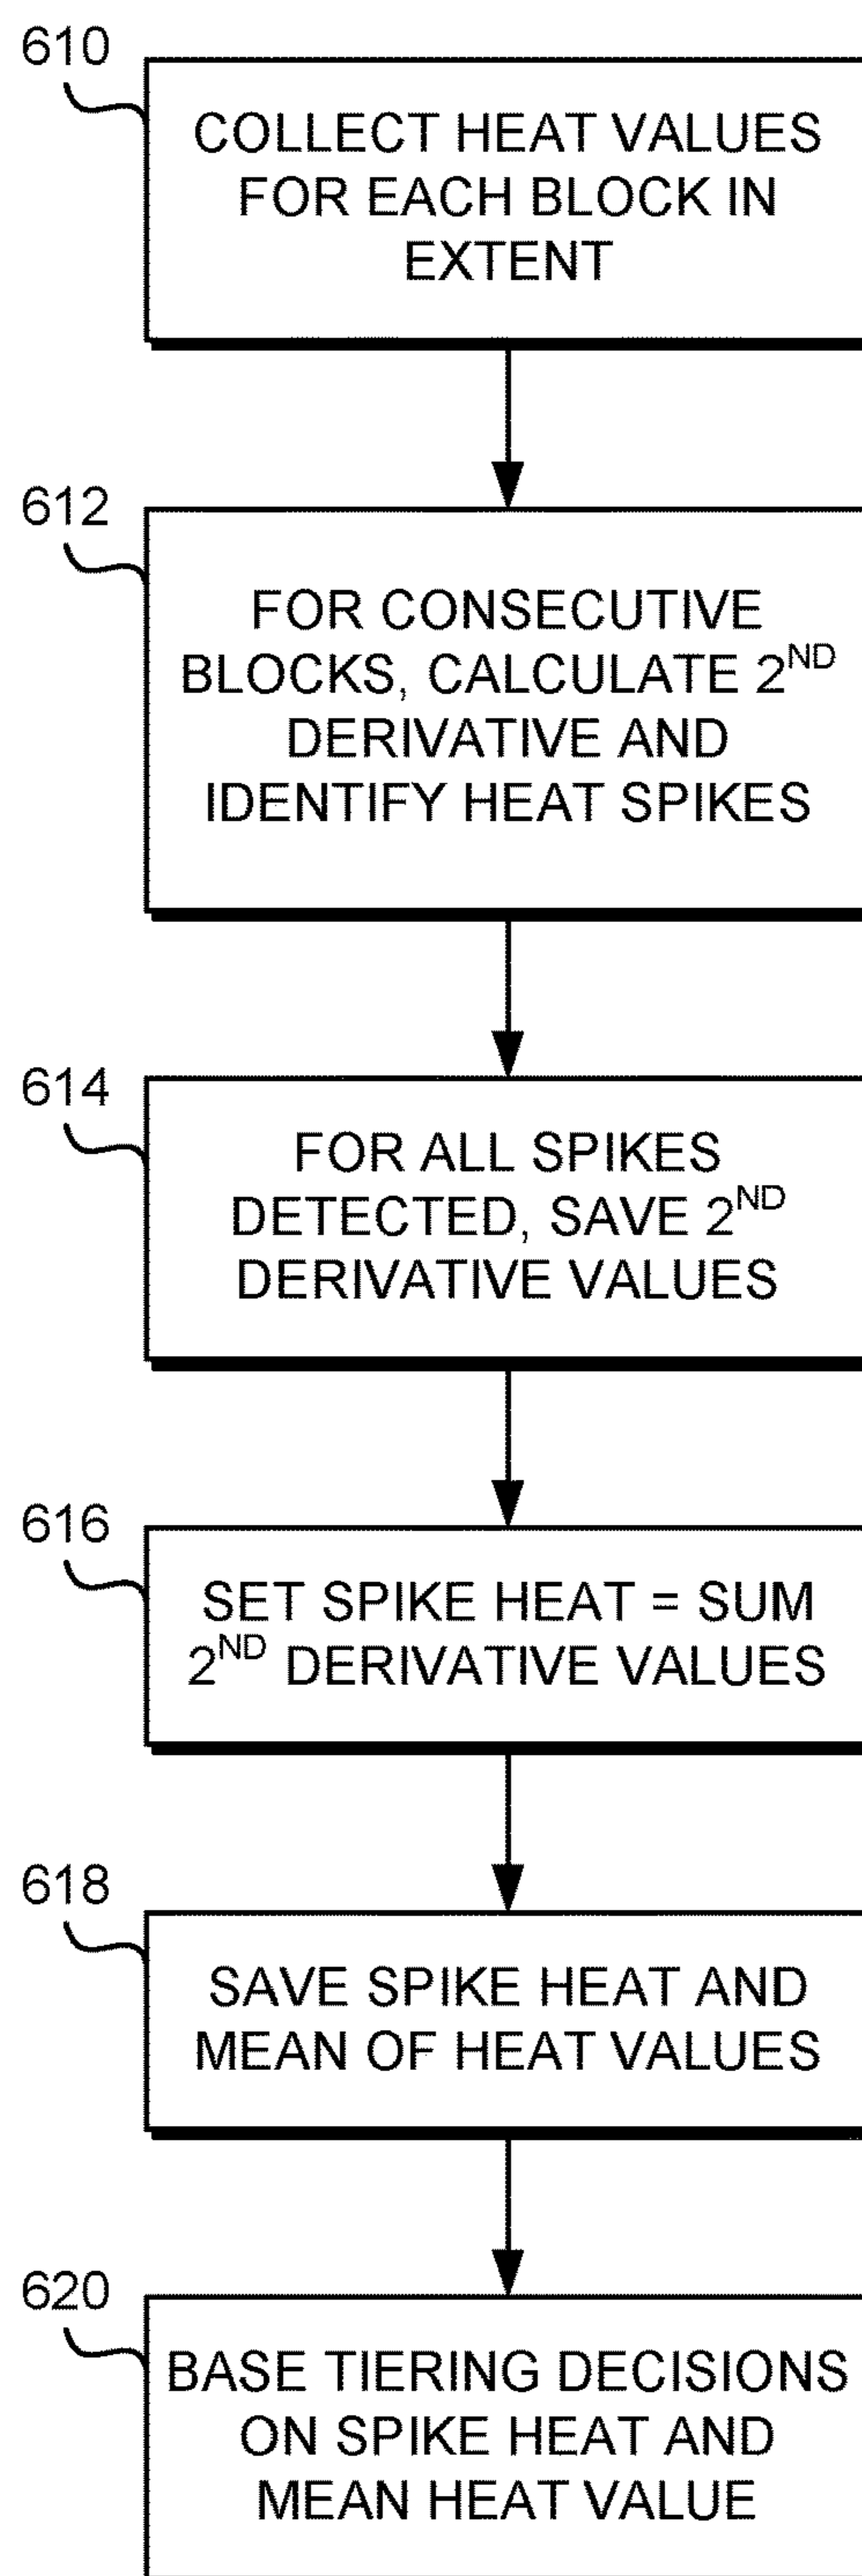 610
COLLECT HEAT VALUES
FOR EACH BLOCK IN
EXTENT
612
FOR CONSECUTIVE
BLOCKS, CALCULATE 2ND
DERIVATIVE AND
IDENTIFY HEAT SPIKES
614
FOR ALL SPIKES
DETECTED, SAVE 2ND
DERIVATIVE VALUES
616
SET SPIKE HEAT = SUM
2ND DERIVATIVE VALUES
618
SAVE SPIKE HEAT AND
MEAN OF HEAT VALUES
620
BASE TIERING DECISIONS
ON SPIKE HEAT AND
MEAN HEAT VALUE